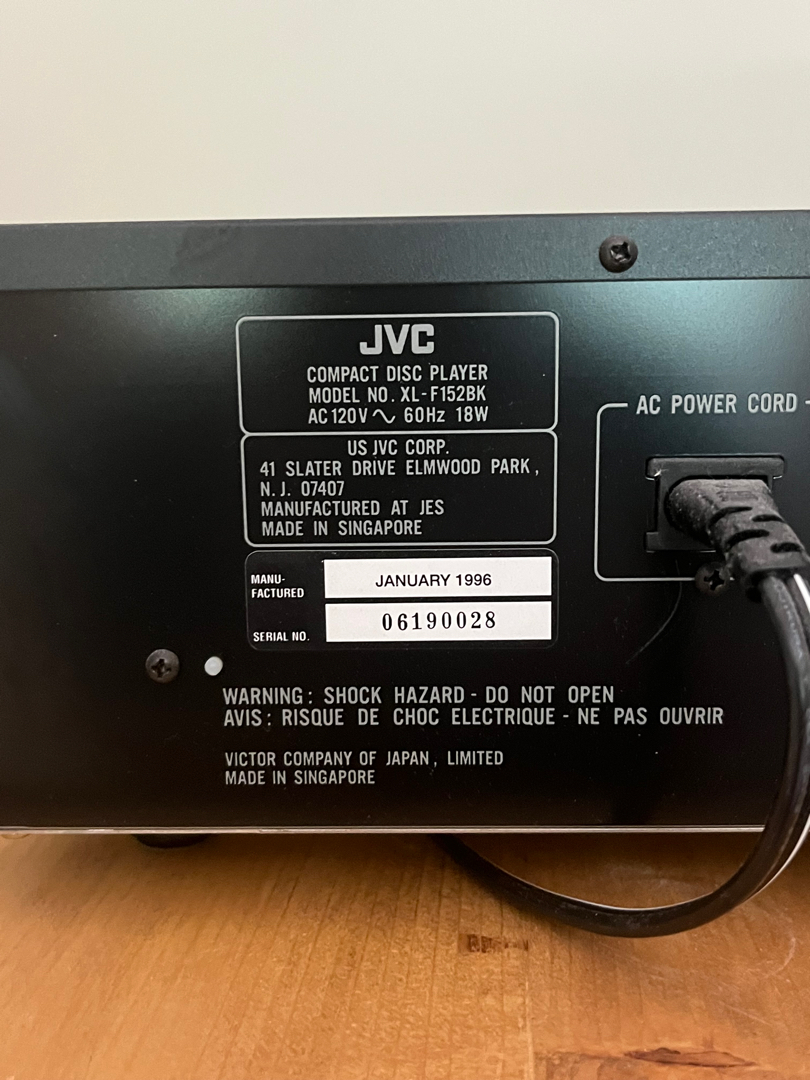 JVC
COMPACT DISC PLAYER
MODEL NO. XL-F152BK
AC 120V ~ 60Hz 18W
US JVC CORP.
41 SLATER DRIVE ELMWOOD PARK,
N.J. 07407
MANUFACTURED AT JES
MADE IN SINGAPORE
AC POWER CORD
MANU-
FACTURED
JANUARY 1996
SERIAL NO.
06190028
WARNING: SHOCK HAZARD - DO NOT OPEN
AVIS: RISQUE DE CHOC ELECTRIQUE - NE PAS OUVRIR
VICTOR COMPANY OF JAPAN, LIMITED
MADE IN SINGAPORE